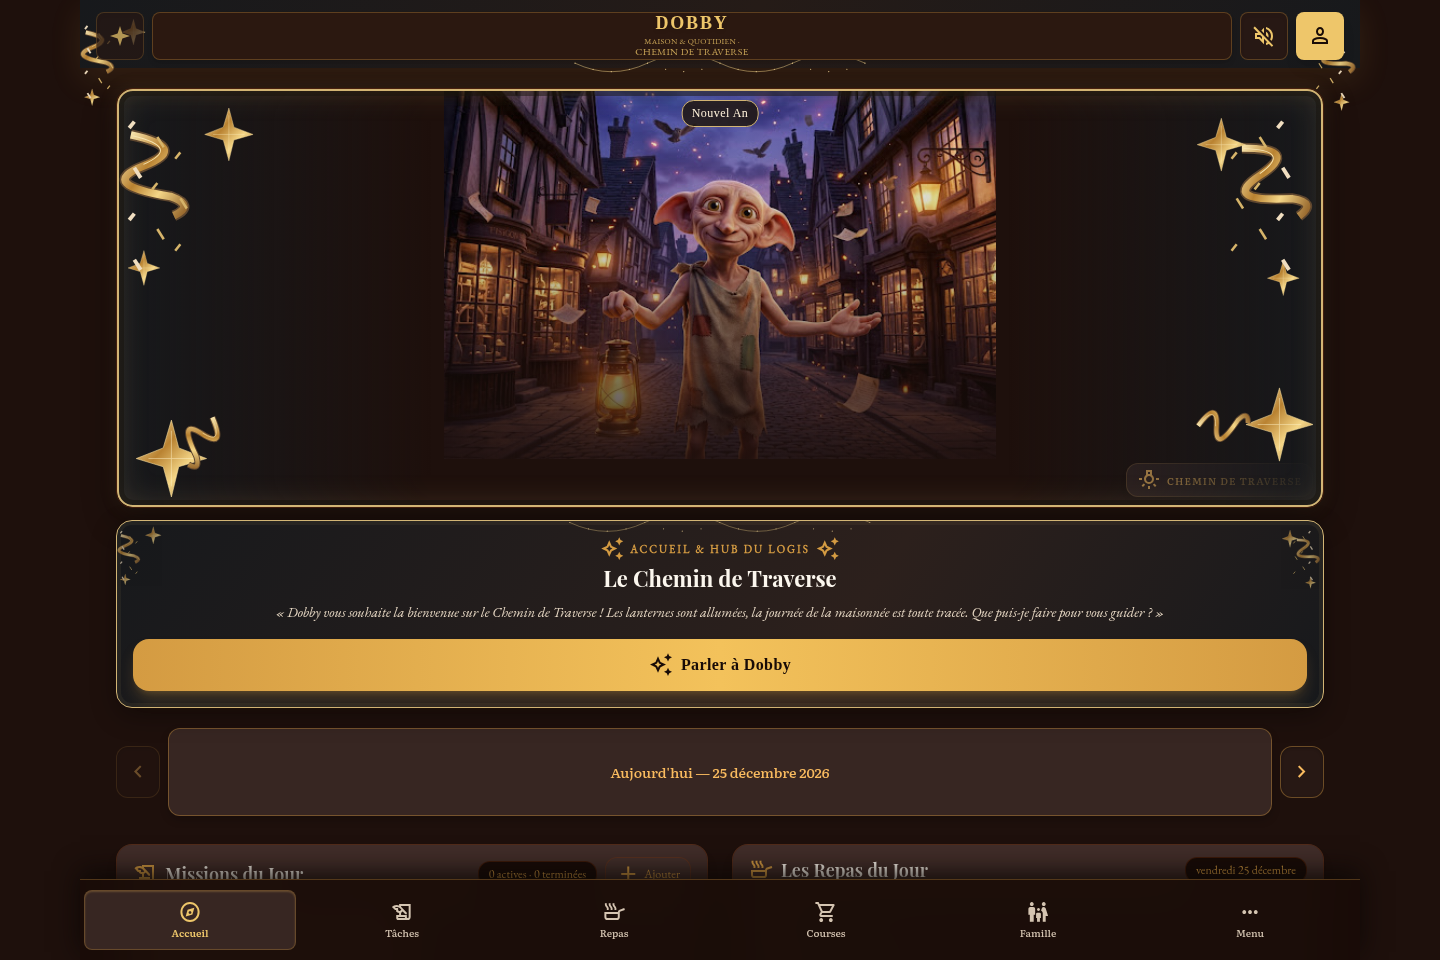 DOBBY
MAISON & QUOTIDIEN ·
CHEMIN DE TRAVERSE
Nouvel An
CHEMIN DE TRAVERSE
ACCUEIL & HUB DU LOGIS
Le Chemin de Traverse
« Dobby vous souhaite la bienvenue sur le Chemin de Traverse ! Les lanternes sont allumées, la journée de la maisonnée est toute tracée. Que puis-je faire pour vous guider ? »
Parler à Dobby
Aujourd'hui — 25 décembre 2026
Missions du Jour
0 actives · 0 terminées
Ajouter
Les Repas du Jour
vendredi 25 décembre
Accueil
Tâches
Repas
Courses
Famille
Menu